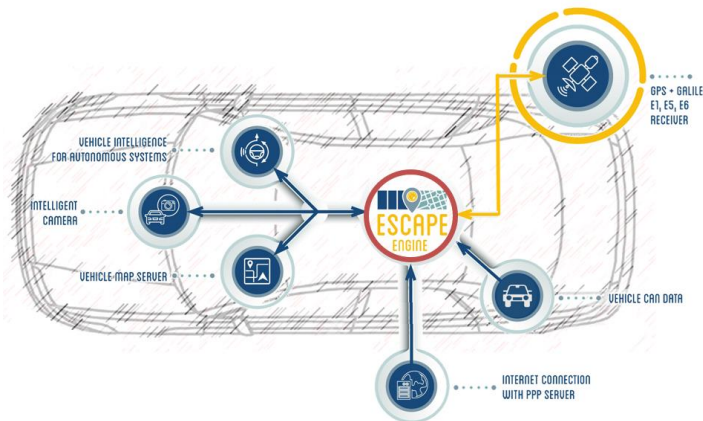 GPS + GALILE
E1, E5, E6
RECEIVER
VEHICLE INTELLIGENCE
FOR AUTONOMOUS SYSTEMS
INTELLIGENT
CAMERA
ESCAPE
ENGINE
VEHICLE MAP SERVER
VEHICLE CAN DATA
INTERNET CONNECTION
WITH PPP SERVER